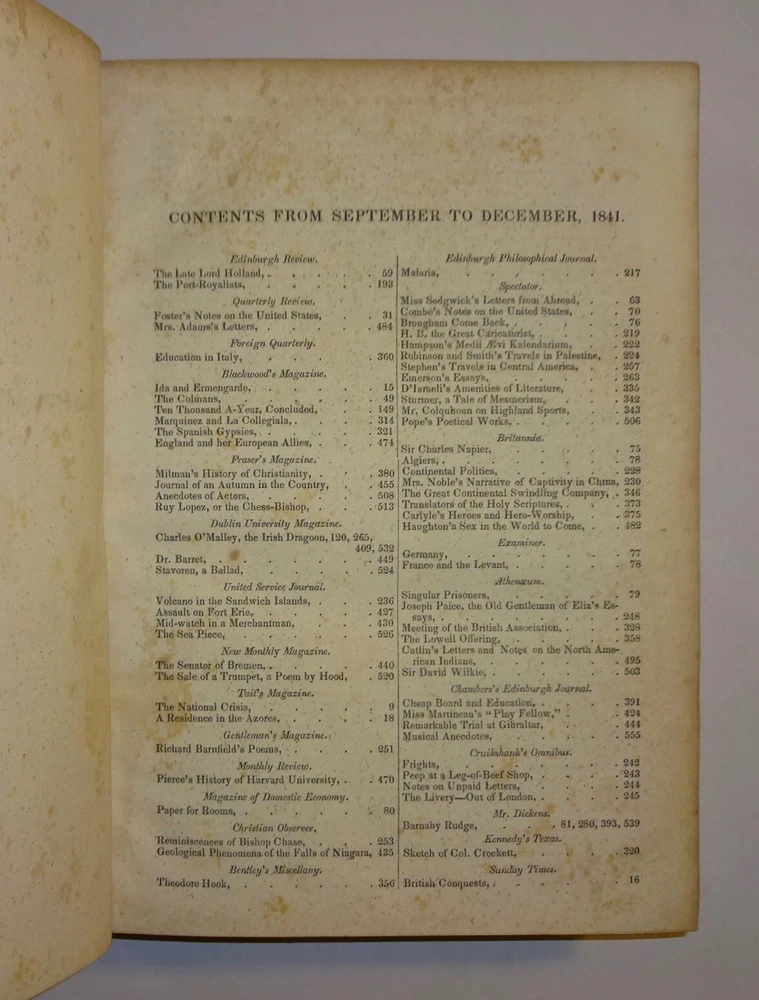 CONTENTS FROM SEPTEMBER TO DECEMBER, 1841.
Edinburgh Review.
The Late Lord Holland, . . . . . 59
The Port-Royalists, . . . . . 193
Quarterly Review.
Foster's Notes on the United States, . . 31
Mrs. Adams's Letters, . . . . . 484
Foreign Quarterly.
Education in Italy, . . . . . 360
Blackwood's Magazine.
Ida and Ermengarde, . . . . . 15
The Colmans, . . . . . . 49
Ten Thousand A-Year, Concluded, . . 149
Marquinez and La Collegiala, . . . 314
The Spanish Gypsies, . . . . . 321
England and her European Allies, . . . 474
Fraser's Magazine.
Milman's History of Christianity, . . . 380
Journal of an Autumn in the Country, . . 455
Anecdotes of Actors, . . . . . 508
Ruy Lopez, or the Chess-Bishop, . . . 513
Dublin University Magazine.
Charles O'Malley, the Irish Dragoon, 120, 265,
409, 532
Dr. Barret, . . . . . . . 449
Stavoren, a Ballad, . . . . . 524
United Service Journal.
Volcano in the Sandwich Islands, . . . 236
Assault on Fort Erie, . . . . . 427
Mid-watch in a Merchantman, . . . 430
The Sea Piece, . . . . . . 526
New Monthly Magazine.
The Senator of Bremen, . . . . . 440
The Sale of a Trumpet, a Poem by Hood, . 520
Tait's Magazine.
The National Crisis, . . . . . 9
A Residence in the Azores, . . . . 18
Gentleman's Magazine.
Richard Barnfield's Poems, . . . . 251
Monthly Review.
Pierce's History of Harvard University, . . 470
Magazine of Domestic Economy.
Paper for Rooms, . . . . . . 80
Christian Observer,
Reminiscences of Bishop Chase, . . . 253
Geological Phenomena of the Falls of Niagara, 435
Bentley's Miscellany.
Theodore Hook, . . . . . . 356
Edinburgh Philosophical Journal.
Malaria, . . . . . . . 217
Spectator.
Miss Sedgwick's Letters from Abroad, . . 63
Combe's Notes on the United States, . . 70
Brougham Come Back, . . . . . 76
H. B, the Great Caricaturist, . . . . 219
Hampson's Medii Ævi Kalendarium, . . 222
Robinson and Smith's Travels in Palestine, . 224
Stephen's Travels in Central America, . . 257
Emerson's Essays, . . . . . 263
D'Israeli's Amenities of Literature, . . . 335
Sturmer, a Tale of Mesmerism, . . . 342
Mr. Colquhoun on Highland Sports, . . 343
Pope's Poetical Works, . . . . . 506
Britannia.
Sir Charles Napier, . . . . . 75
Algiers, . . . . . . . . 78
Continental Politics, . . . . . 228
Mrs. Noble's Narrative of Captivity in China, 230
The Great Continental Swindling Company, . 346
Translators of the Holy Scriptures, . . . 373
Carlyle's Heroes and Hero-Worship, . . 375
Haughton's Sex in the World to Come, . . 482
Examiner.
Germany, . . . . . . . 77
France and the Levant, . . . . . 78
Athenæum.
Singular Prisoners, . . . . . 79
Joseph Paice, the Old Gentleman of Elia's Es-
says, . . . . . . . . 248
Meeting of the British Association, . . . 328
The Lowell Offering, . . . . . 358
Catlin's Letters and Notes on the North Ame-
rican Indians, . . . . . . 495
Sir David Wilkie, . . . . . . 503
Chambers's Edinburgh Journal.
Cheap Board and Education, . . . . 391
Miss Martineau's "Play Fellow," . . . 424
Remarkable Trial at Gibraltar, . . . 444
Musical Anecdotes, . . . . . 555
Cruikshank's Omnibus.
Frights, . . . . . . . 242
Peep at a Leg-of-Beef Shop, . . . . 243
Notes on Unpaid Letters, . . . . 244
The Livery—Out of London, . . . . 245
Mr. Dickens.
Barnaby Rudge, . . . 81, 280, 393, 539
Kennedy's Texas.
Sketch of Col. Crockett, . . . . 320
Sunday Times.
British Conquests, . . . . . 16